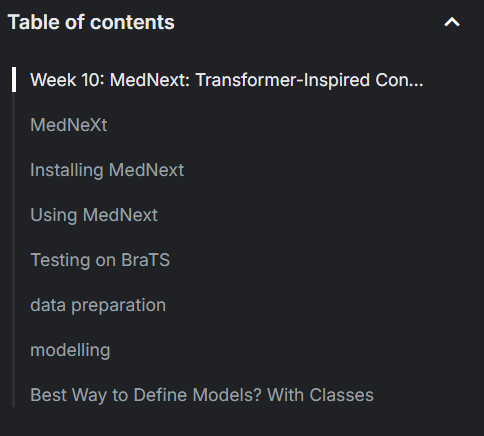 Table of contents
Week 10: MedNext: Transformer-Inspired Con...
MedNeXt
Installing MedNext
Using MedNext
Testing on BraTS
data preparation
modelling
Best Way to Define Models? With Classes